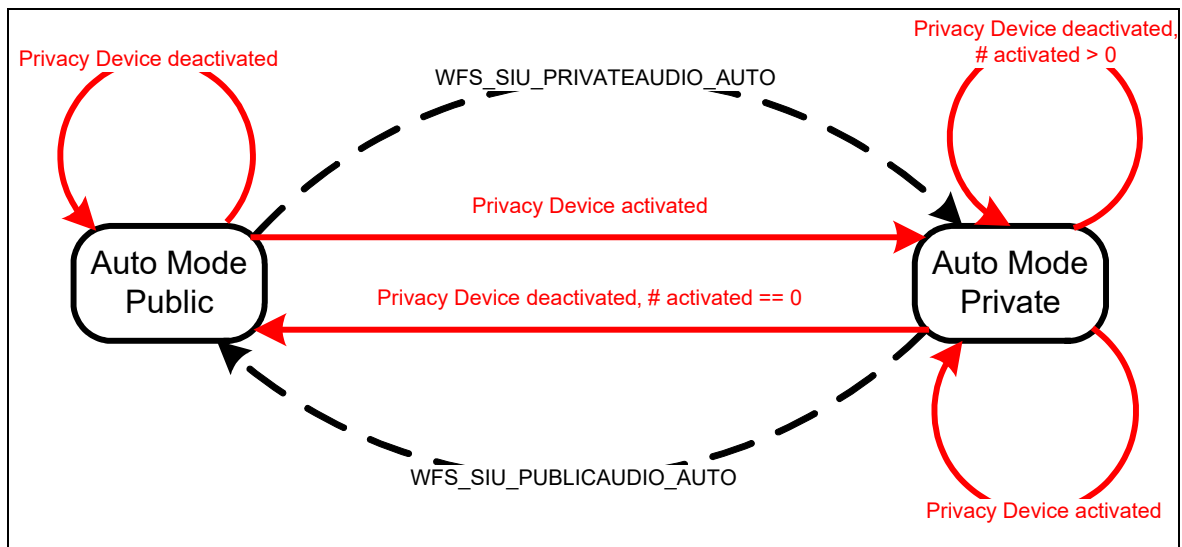 Privacy Device deactivated
WFS_SIU_PRIVATEAUDIO_AUTO
Privacy Device deactivated,
# activated > 0
Privacy Device activated
Auto Mode
Public
Privacy Device deactivated, # activated == 0
Auto Mode
Private
WFS_SIU_PUBLICAUDIO_AUTO
Privacy Device activated